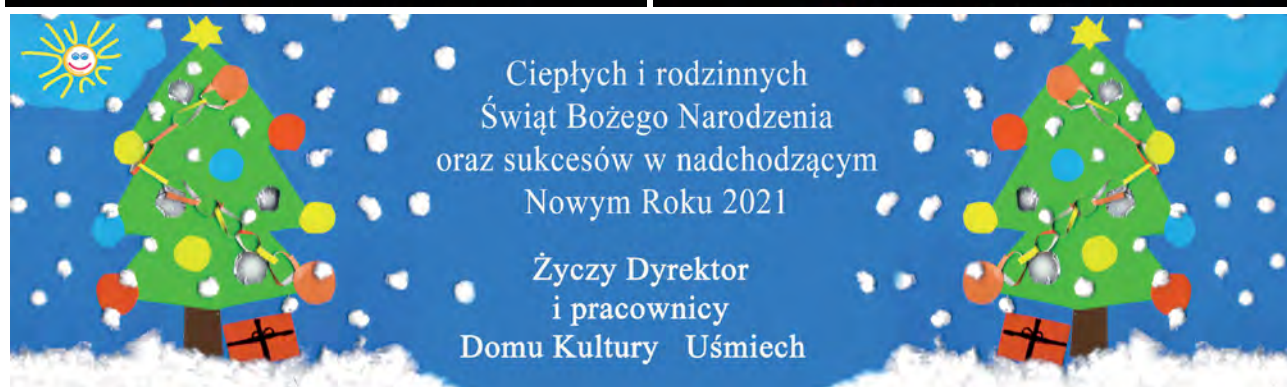 Ciepłych i rodzinnych
Świąt Bożego Narodzenia
oraz sukcesów w nadchodzącym
Nowym Roku 2021
Życzy Dyrektor
i pracownicy
Domu Kultury Uśmiech